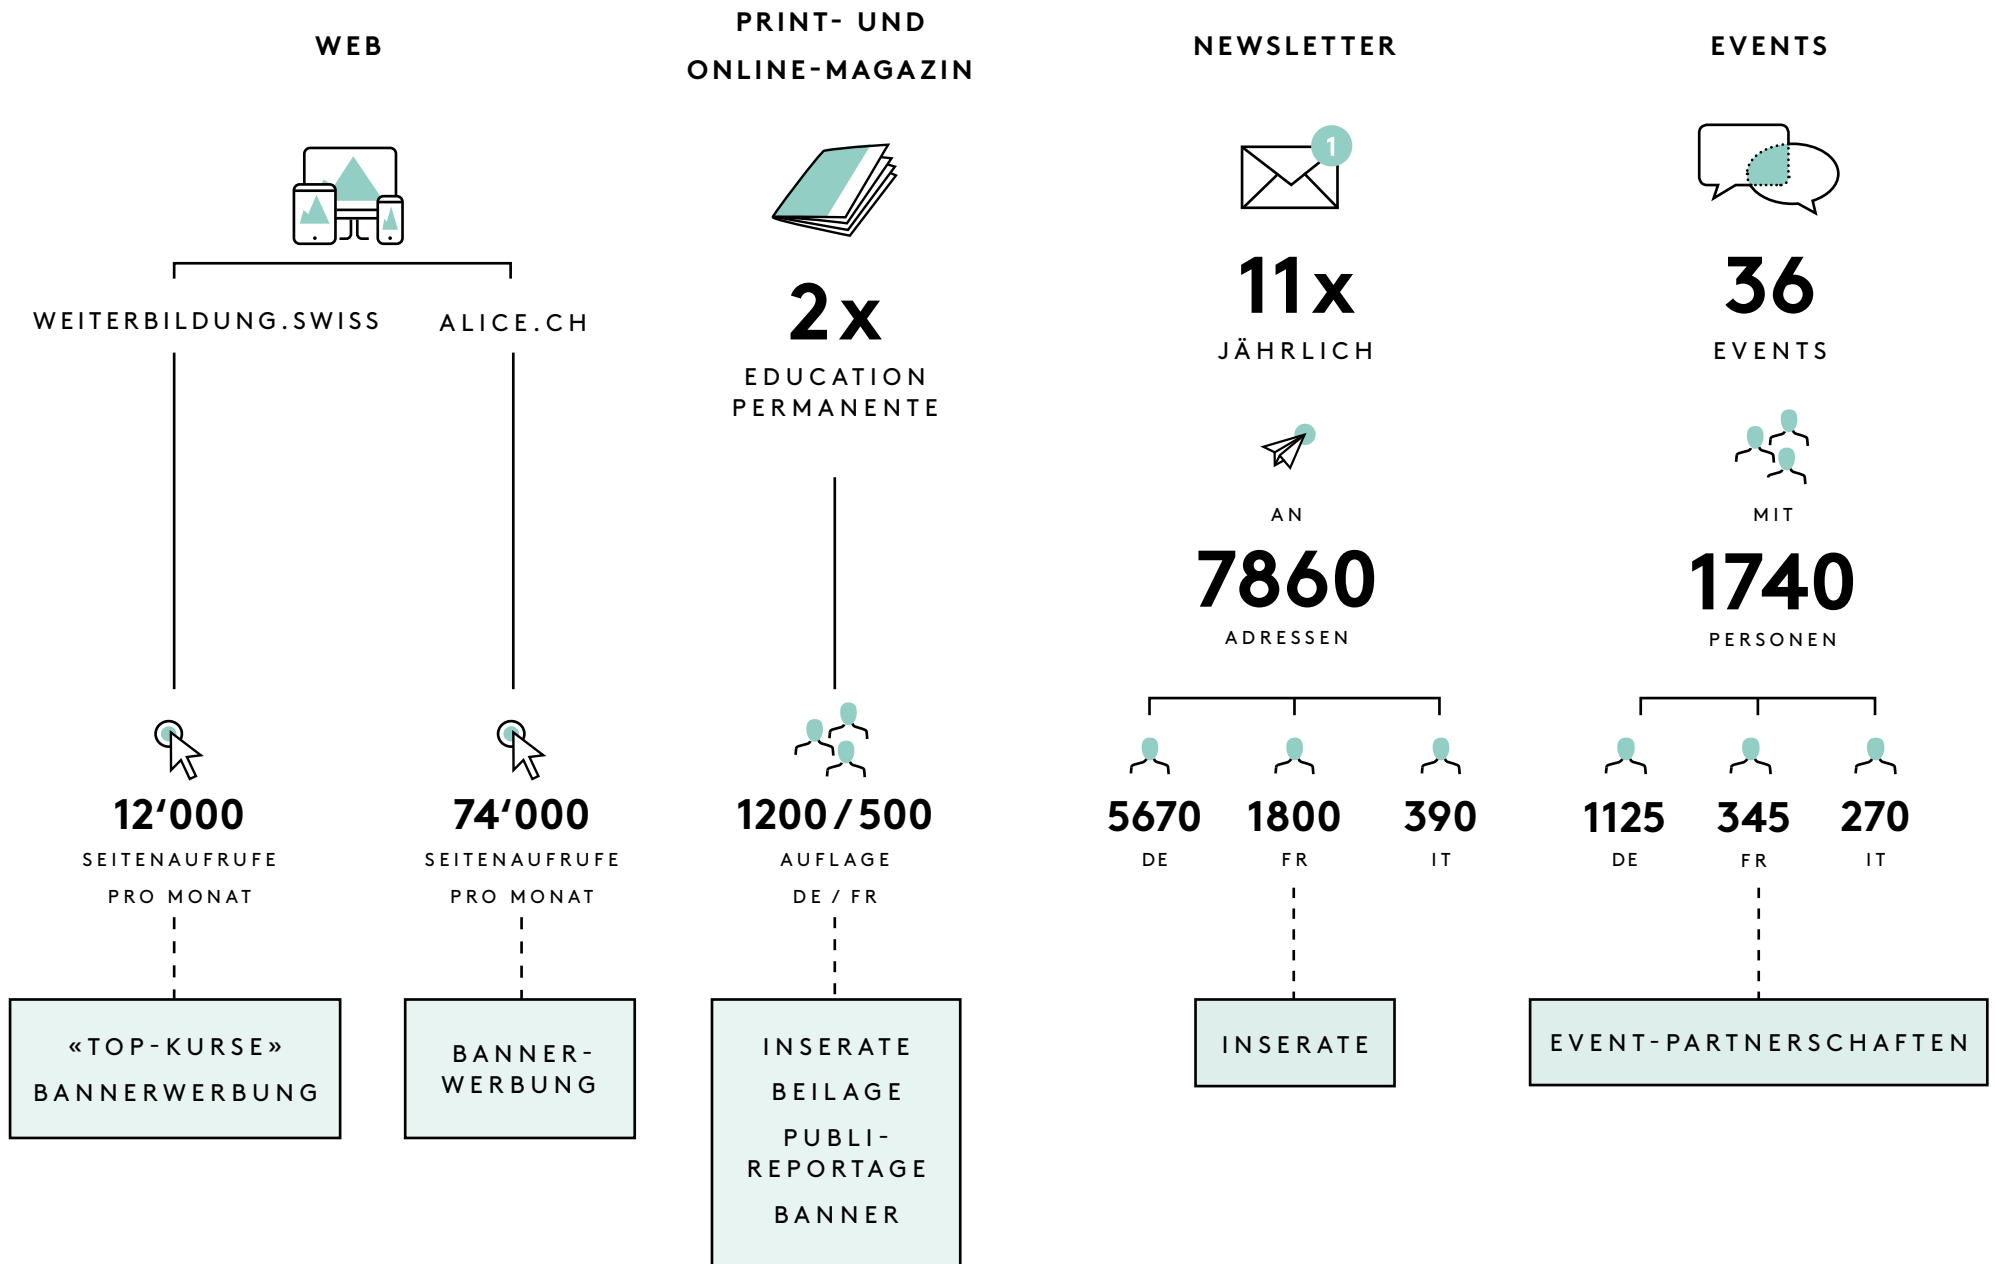 WEB
WEITERBILDUNG.SWISS
ALICE.CH
12‘000
SEITENAUFRUFE
PRO MONAT
«TOP-KURSE»
BANNERWERBUNG
74‘000
SEITENAUFRUFE
PRO MONAT
BANNER-
WERBUNG
PRINT- UND
ONLINE-MAGAZIN
2x
EDUCATION
PERMANENTE
1200/500
AUFLAGE
DE / FR
INSERATE
BEILAGE
PUBLI-
REPORTAGE
BANNER
NEWSLETTER
1
11x
JÄHRLICH
AN
7860
ADRESSEN
5670
DE
1800
FR
390
IT
INSERATE
EVENTS
36
EVENTS
MIT
1740
PERSONEN
1125
DE
345
FR
270
IT
EVENT-PARTNERSCHAFTEN